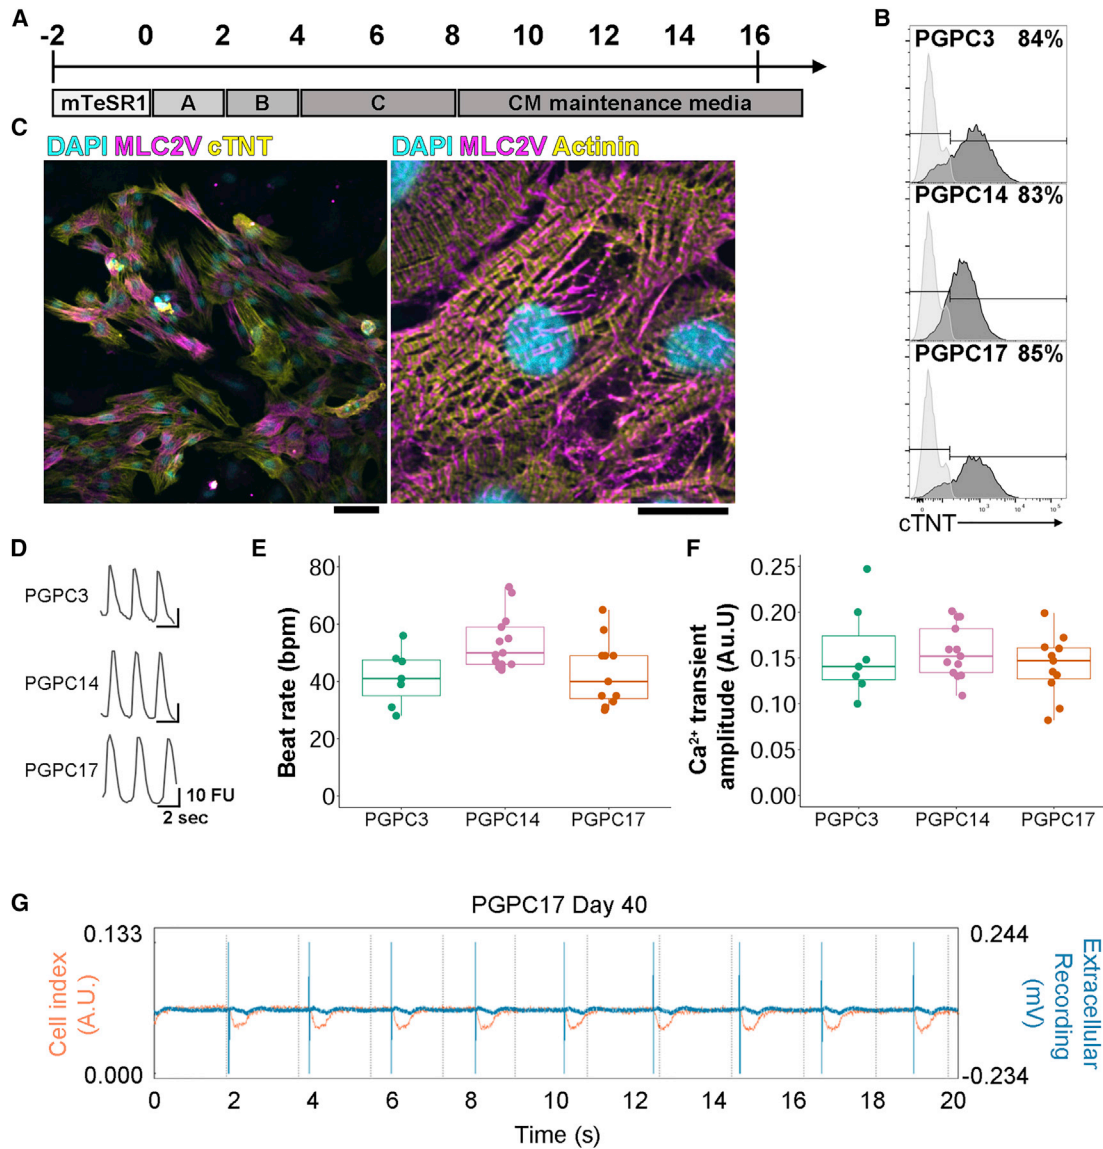 A
-2 0 2 4 6 8 10 12 14 16
mTeSR1 A B C CM maintenance media
B
PGPC3 84%
PGPC14 83%
PGPC17 85%
0 10³ 10⁴ 10⁵
cTNT
C
DAPI MLC2V cTNT
DAPI MLC2V Actinin
D
PGPC3
PGPC14
PGPC17
10 FU
2 sec
E
Beat rate (bpm)
80
60
40
20
0
PGPC3 PGPC14 PGPC17
F
Ca²⁺ transient
amplitude (Au.U)
0.25
0.20
0.15
0.10
0.05
0.00
PGPC3 PGPC14 PGPC17
G
PGPC17 Day 40
Cell index
(A.U.)
0.133
0.000
0.244
-0.234
Extracellular
Recording
(mV)
0 2 4 6 8 10 12 14 16 18 20
Time (s)